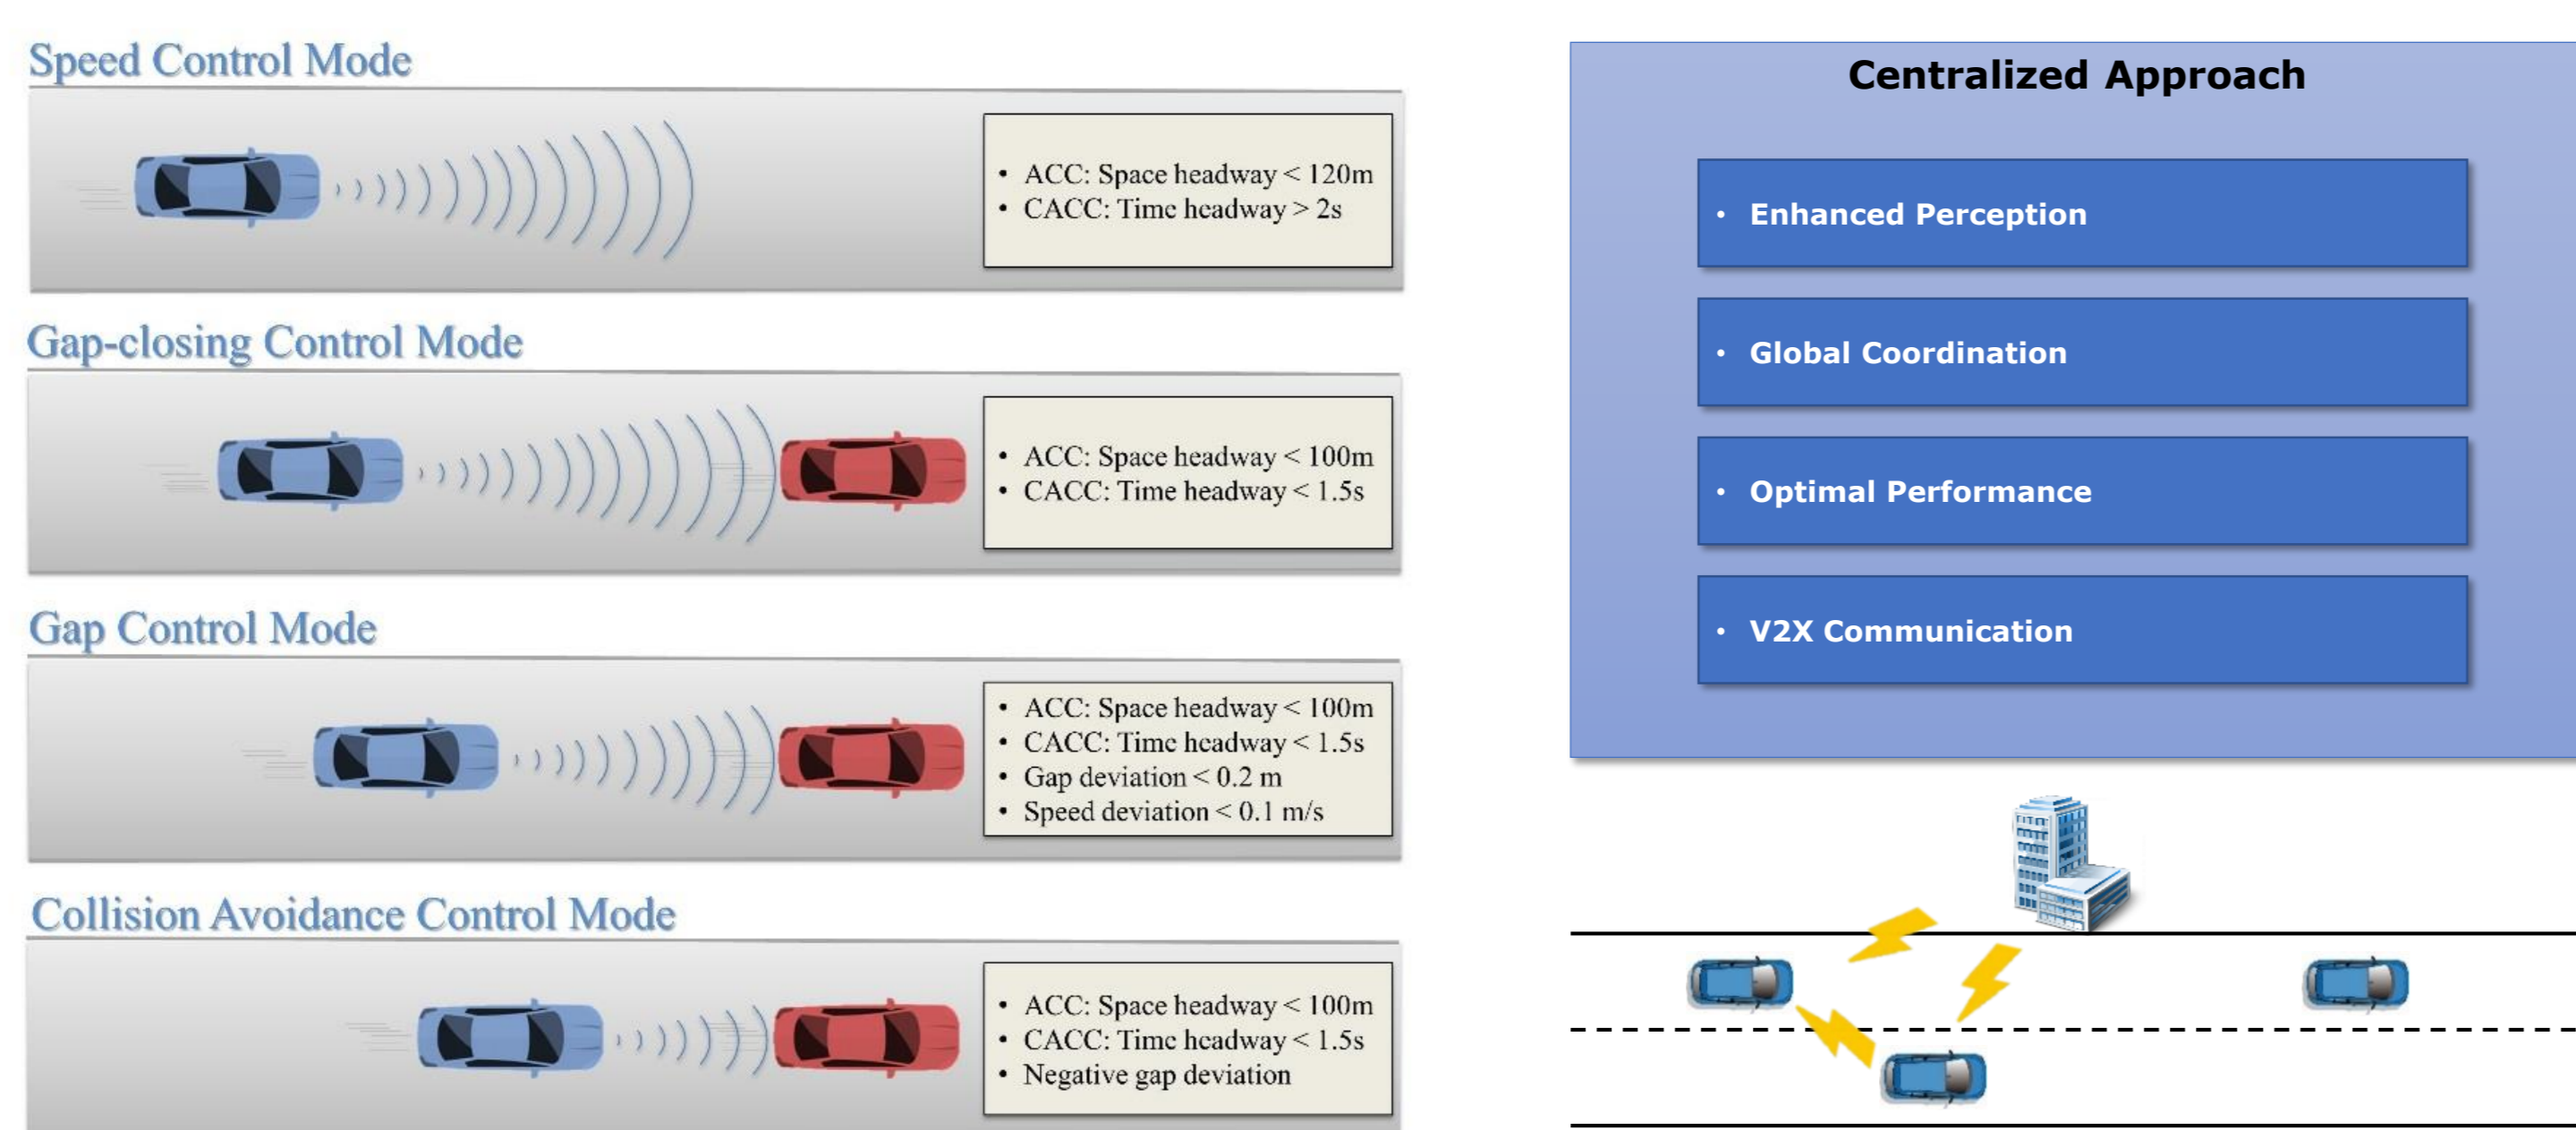 Speed Control Mode
• ACC: Space headway < 120m
• CACC: Time headway > 2s
Gap-closing Control Mode
• ACC: Space headway < 100m
• CACC: Time headway < 1.5s
Gap Control Mode
• ACC: Space headway < 100m
• CACC: Time headway < 1.5s
• Gap deviation < 0.2 m
• Speed deviation < 0.1 m/s
Collision Avoidance Control Mode
• ACC: Space headway < 100m
• CACC: Time headway < 1.5s
• Negative gap deviation
Centralized Approach
• Enhanced Perception
• Global Coordination
• Optimal Performance
• V2X Communication